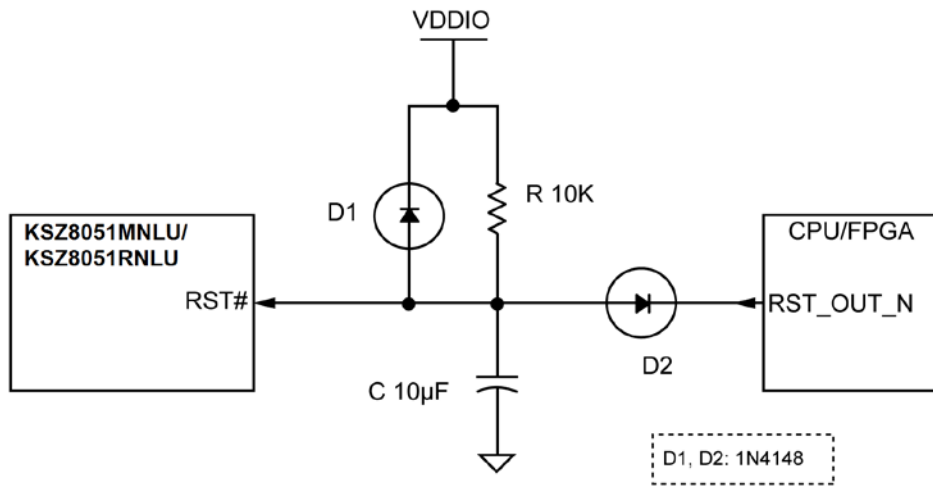 VDDIO
D1
R 10K
KSZ8051MNLU/
KSZ8051RNLU
CPU/FPGA
RST#
RST_OUT_N
D2
C 10µF
D1, D2: 1N4148